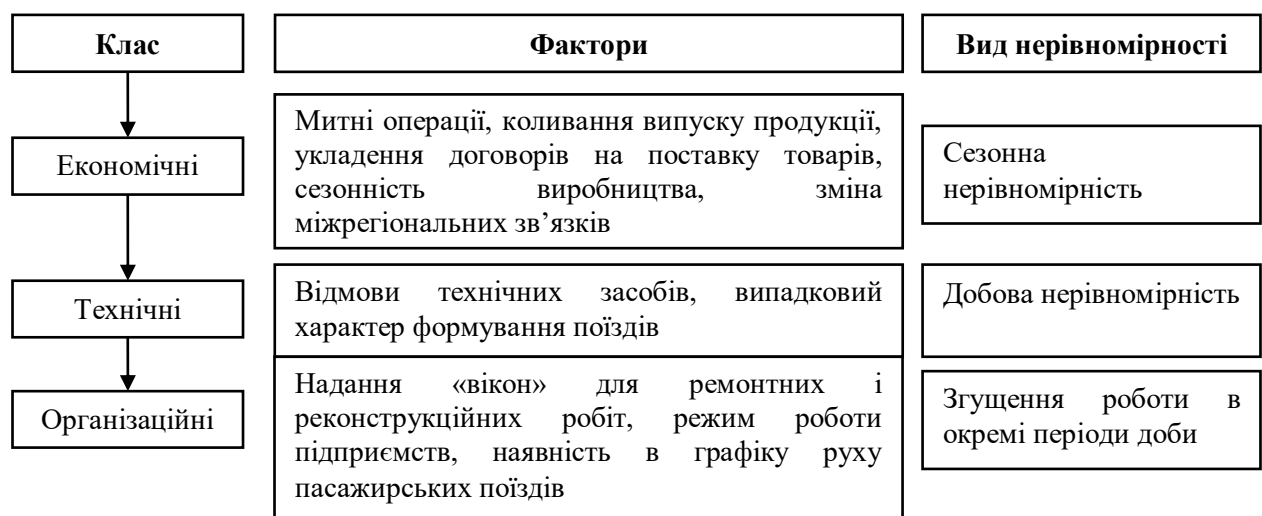 Клас
Фактори
Вид нерівномірності
Економічні
Митні операції, коливання випуску продукції,
укладення договорів на поставку товарів,
сезонність виробництва, зміна
міжрегіональних зв’язків
Сезонна
нерівномірність
Технічні
Відмови технічних засобів, випадковий
характер формування поїздів
Добова нерівномірність
Організаційні
Надання «вікон» для ремонтних і
реконструкційних робіт, режим роботи
підприємств, наявність в графіку руху
пасажирських поїздів
Згущення роботи в
окремі періоди доби